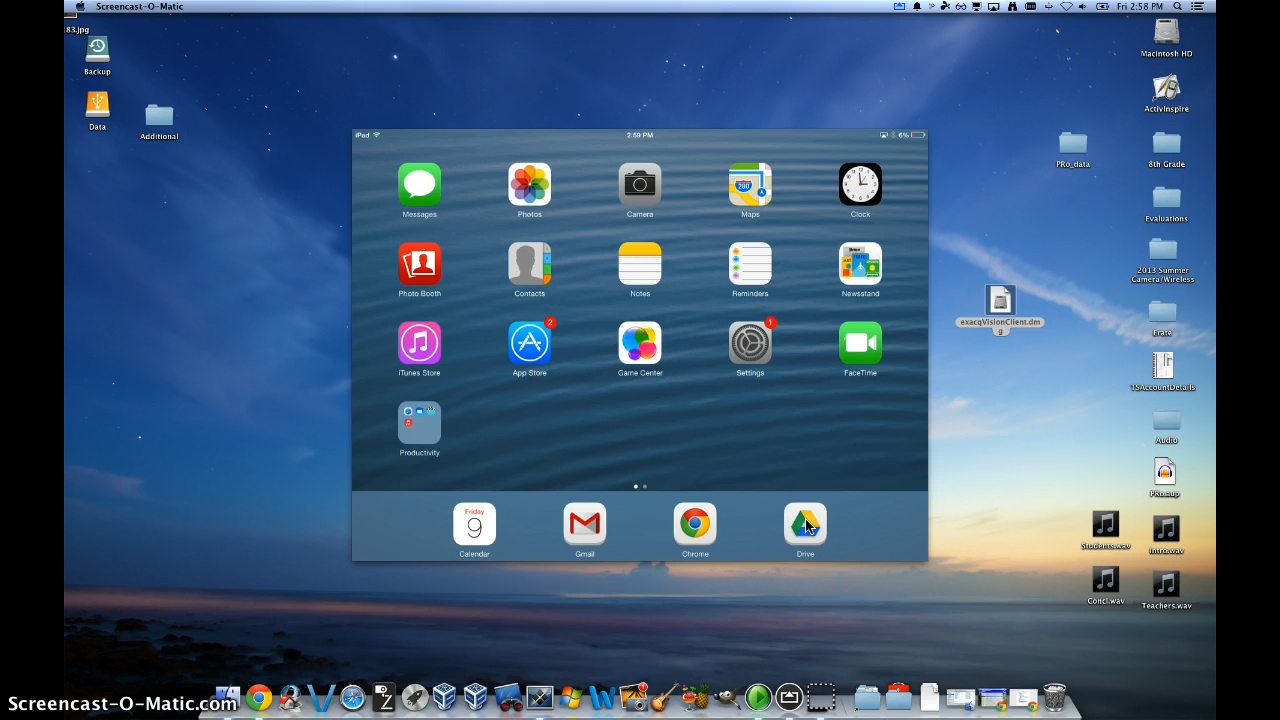 Screencast-O-Matic
Fri 2:58 PM
183.jpg
Backup
Data
Additional
Macintosh HD
ActivInspire
PRo_data
8th Grade
Evaluations
2013 Summer
Camera-Wireless
exacqVisionClient.dm
g
Erate
TSAccountDetails
Audio
PRo.aup
Students.wav
Intro.wav
Concl.wav
Teachers.wav
iPad
2:59 PM
6%
Messages
Photos
Camera
280
Maps
Clock
Photo Booth
Contacts
Notes
Reminders
Newsstand
iTunes Store
2
App Store
Game Center
1
Settings
FaceTime
Productivity
Friday
9
Calendar
Gmail
Chrome
Drive
Screencast-O-Matic.com